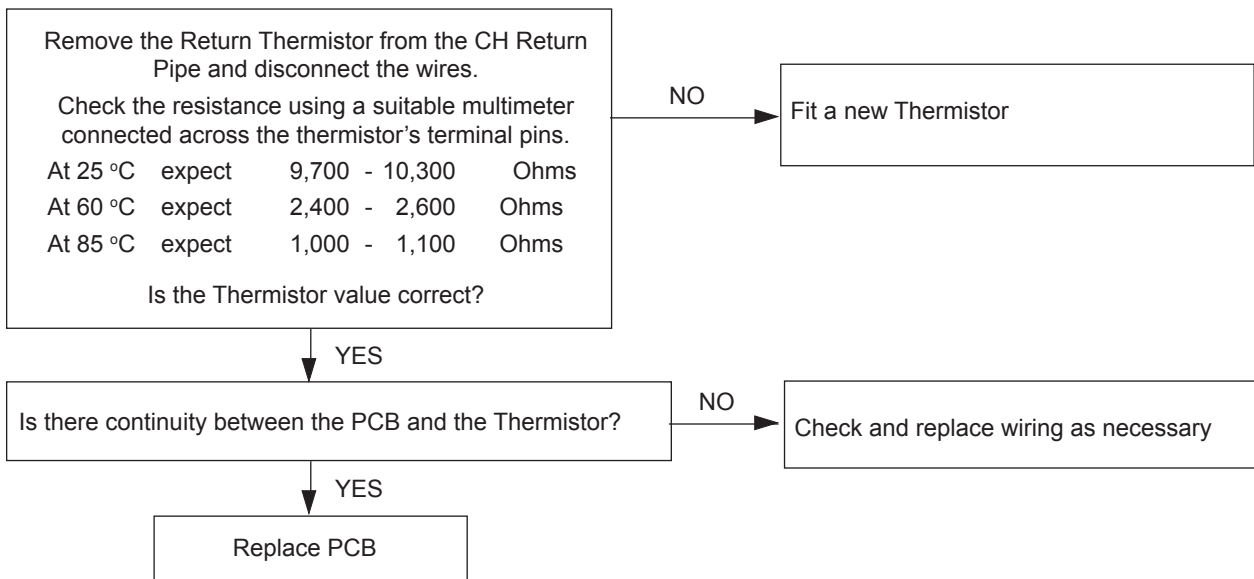 Remove the Return Thermistor from the CH Return
Pipe and disconnect the wires.
Check the resistance using a suitable multimeter
connected across the thermistor's terminal pins.
At 25 °C expect 9,700 - 10,300 Ohms
At 60 °C expect 2,400 - 2,600 Ohms
At 85 °C expect 1,000 - 1,100 Ohms
Is the Thermistor value correct?
NO
Fit a new Thermistor
YES
Is there continuity between the PCB and the Thermistor?
NO
Check and replace wiring as necessary
YES
Replace PCB